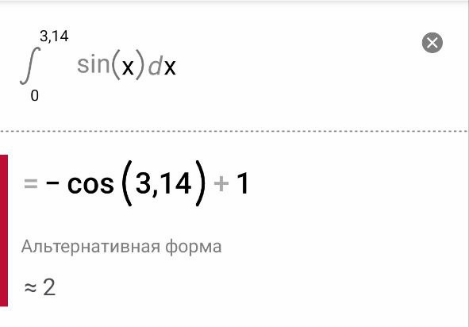 ∫₀^3,14 sin(x)dx
= - cos(3,14) + 1
Альтернативная форма
≈ 2